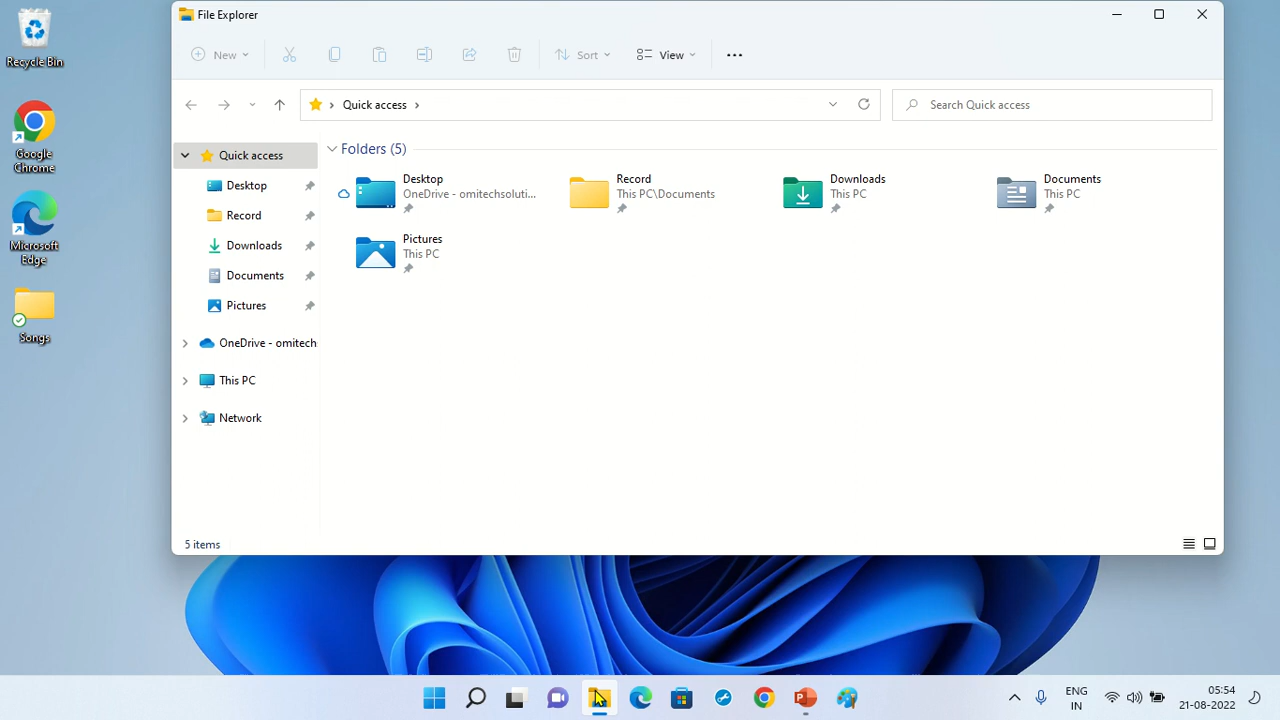 Recycle Bin
Google
Chrome
Microsoft
Edge
Songs
File Explorer
New
Sort
View
Quick access
Search Quick access
Quick access
Desktop
Record
Downloads
Documents
Pictures
OneDrive - omitech
This PC
Network
Folders (5)
Desktop
OneDrive - omitechsoluti...
Record
This PC\Documents
Downloads
This PC
Documents
This PC
Pictures
This PC
5 items
ENG
IN
05:54
21-08-2022